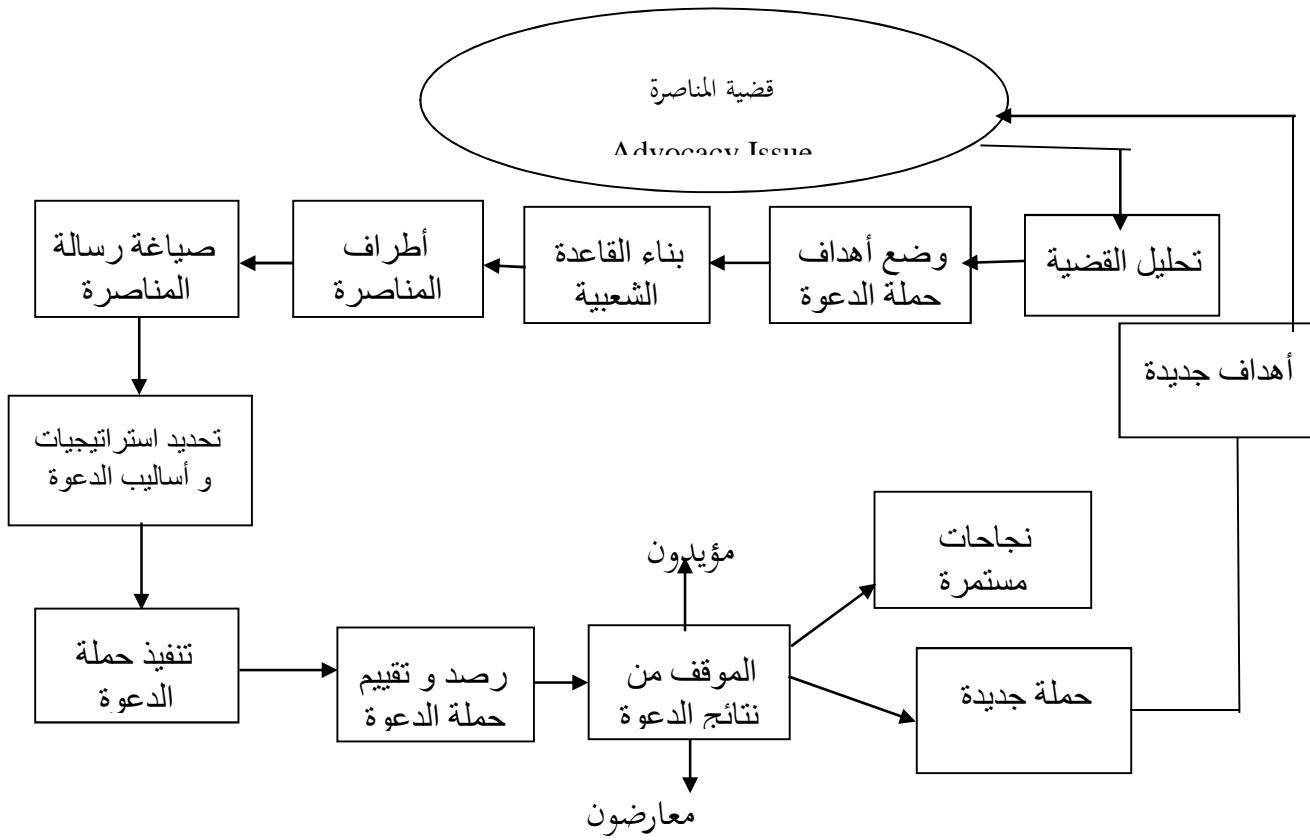 قضية المناصرة
Advocacy Issue
تحليل القضية
وضع أهداف
حملة الدعوة
بناء القاعدة
الشعبية
أطراف
المناصرة
صياغة رسالة
المناصرة
أهداف جديدة
تحديد استراتيجيات
و أساليب الدعوة
نجاحات
مستمرة
مؤيدون
تنفيذ حملة
الدعوة
رصد و تقييم
حملة الدعوة
الموقف من
نتائج الدعوة
حملة جديدة
معارضون